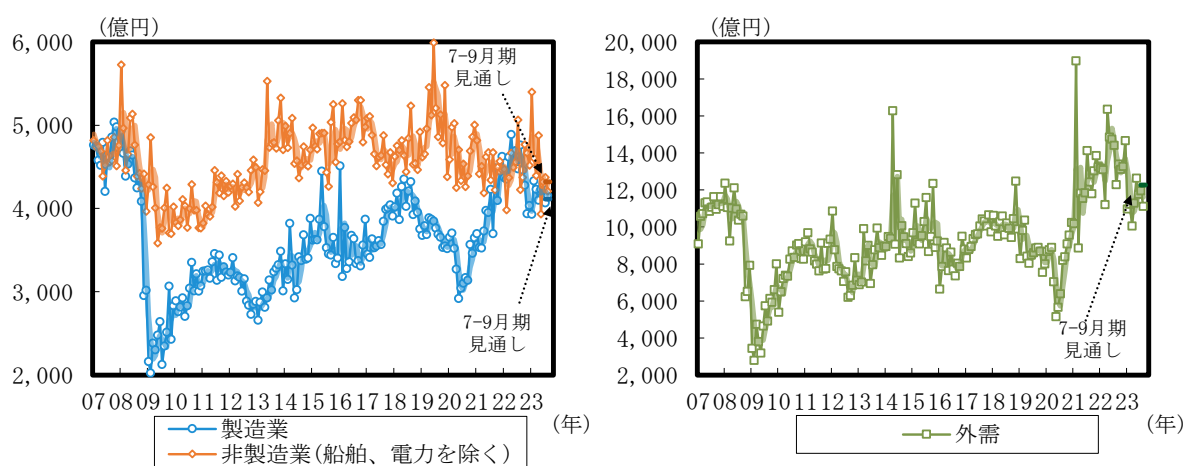 (億円)
6,000
5,000
4,000
3,000
2,000
7-9月期
見通し
7-9月期
見通し
07 08 09 10 11 12 13 14 15 16 17 18 19 20 21 22 23
(年)
製造業
非製造業(船舶、電力を除く)
(億円)
20,000
18,000
16,000
14,000
12,000
10,000
8,000
6,000
4,000
2,000
7-9月期
見通し
07 08 09 10 11 12 13 14 15 16 17 18 19 20 21 22 23
(年)
外需